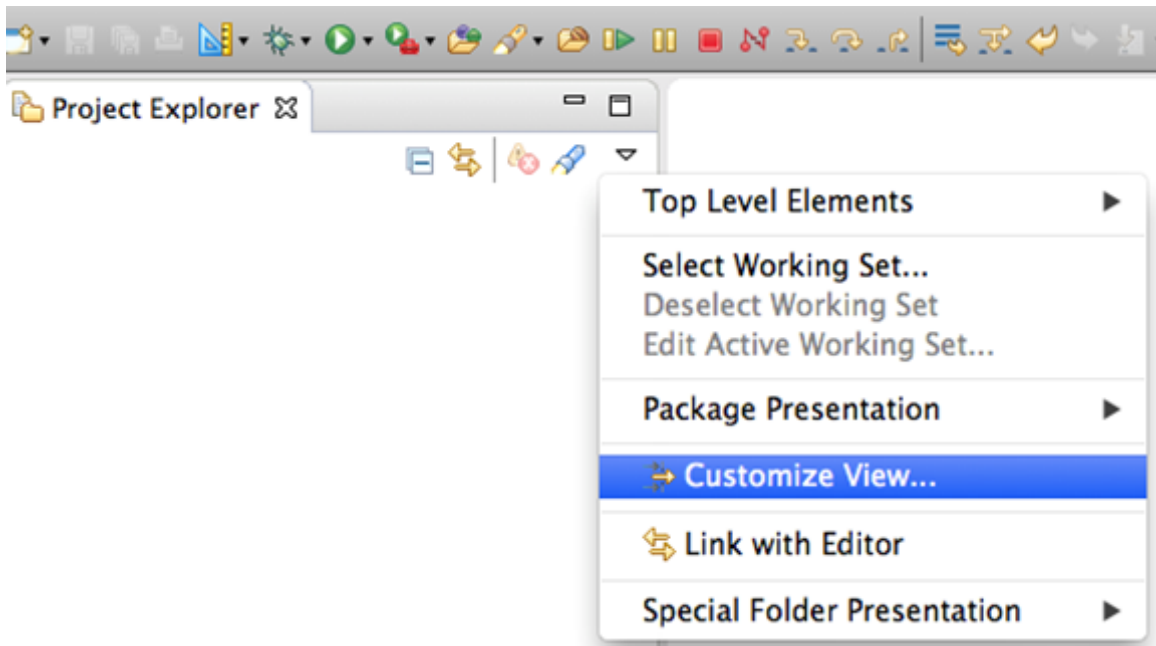 Project Explorer
Top Level Elements
Select Working Set...
Deselect Working Set
Edit Active Working Set...
Package Presentation
Customize View...
Link with Editor
Special Folder Presentation